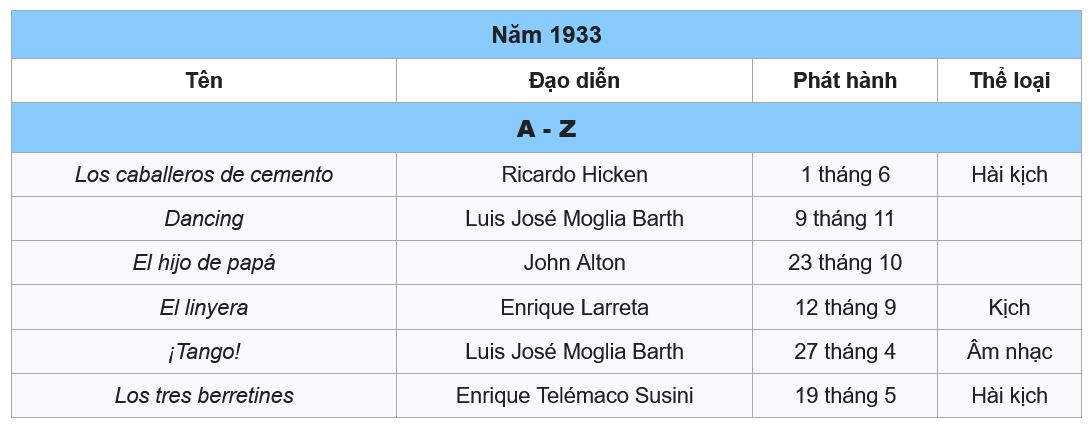 Năm 1933
Tên Đạo diễn Phát hành Thể loại
A - Z
Los caballeros de cemento Ricardo Hicken 1 tháng 6 Hài kịch
Dancing Luis José Moglia Barth 9 tháng 11
El hijo de papá John Alton 23 tháng 10
El linyera Enrique Larreta 12 tháng 9 Kịch
¡Tango! Luis José Moglia Barth 27 tháng 4 Âm nhạc
Los tres berretines Enrique Telémaco Susini 19 tháng 5 Hài kịch